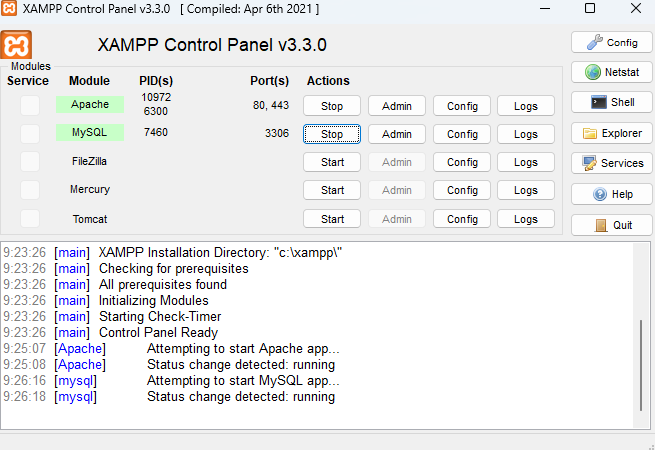 XAMPP Control Panel v3.3.0 [ Compiled: Apr 6th 2021 ]
XAMPP Control Panel v3.3.0
Config
Modules
Service Module PID(s) Port(s) Actions
Netstat
Apache 10972 6300 80, 443 Stop Admin Config Logs
Shell
MySQL 7460 3306 Stop Admin Config Logs
Explorer
FileZilla Start Admin Config Logs
Services
Mercury Start Admin Config Logs
Help
Tomcat Start Admin Config Logs
Quit
9:23:26 [main] XAMPP Installation Directory: "c:\xampp\"
9:23:26 [main] Checking for prerequisites
9:23:26 [main] All prerequisites found
9:23:26 [main] Initializing Modules
9:23:26 [main] Starting Check-Timer
9:23:26 [main] Control Panel Ready
9:25:07 [Apache] Attempting to start Apache app...
9:25:08 [Apache] Status change detected: running
9:26:16 [mysql] Attempting to start MySQL app...
9:26:18 [mysql] Status change detected: running